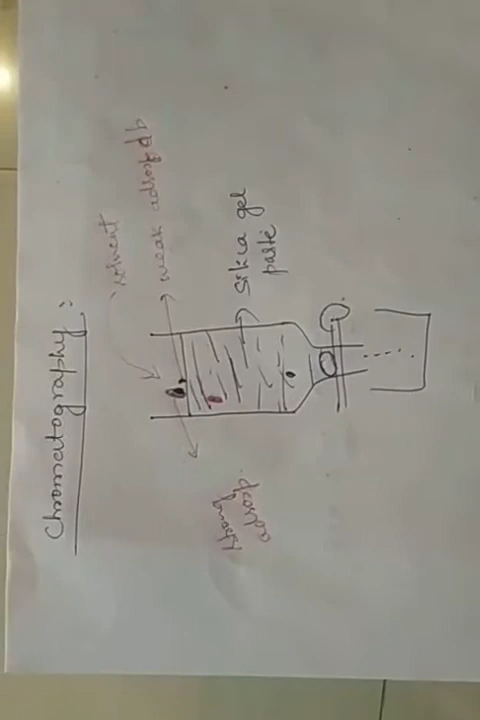 Chromatography :
solvent
weak adsorbed
silica gel
paste
strongly
adsorbed.